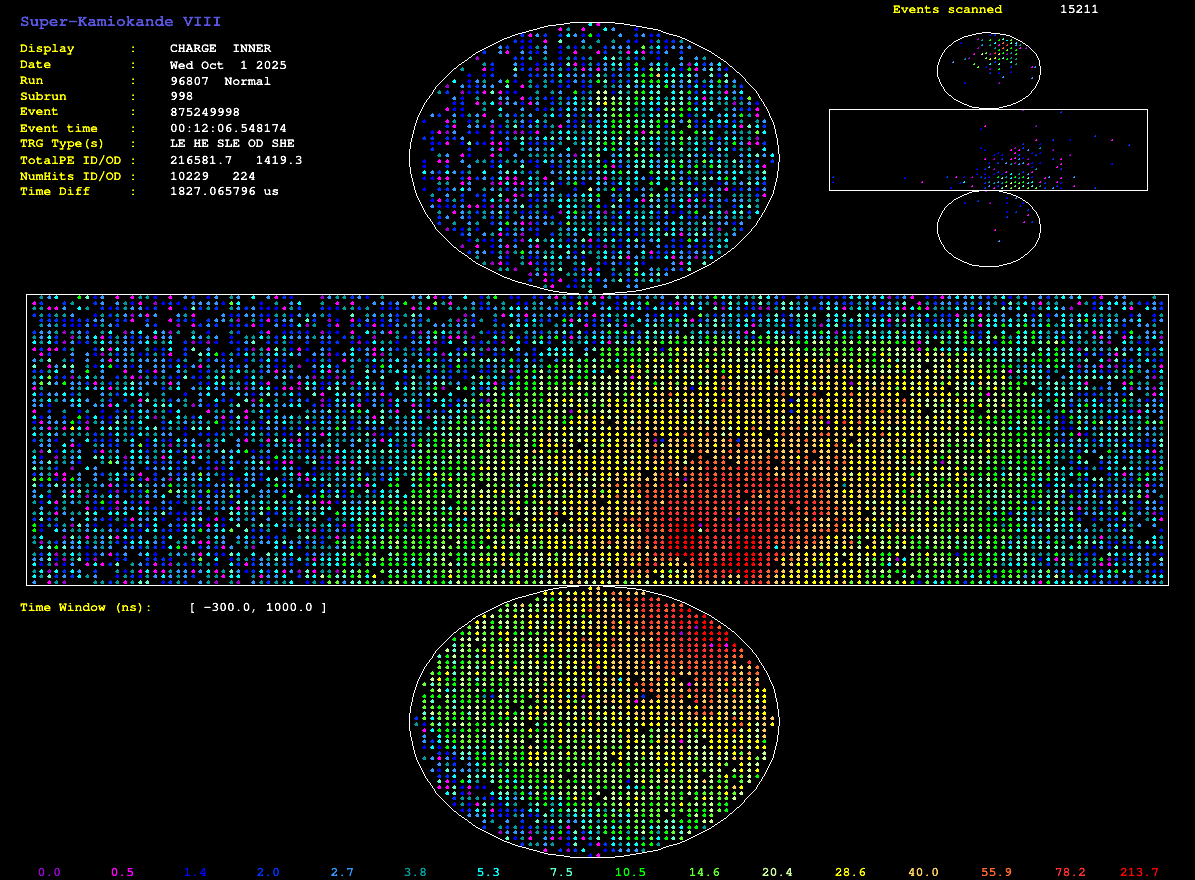 Super-Kamiokande VIII
Events scanned 15211
Display : CHARGE INNER
Date : Wed Oct 1 2025
Run : 96807 Normal
Subrun : 998
Event : 875249998
Event time : 00:12:06.548174
TRG Type(s) : LE HE SLE OD SHE
TotalPE ID/OD : 216581.7 1419.3
NumHits ID/OD : 10229 224
Time Diff : 1827.065796 us
Time Window (ns): [ -300.0, 1000.0 ]
0.0 0.5 1.4 2.0 2.7 3.8 5.3 7.5 10.5 14.6 20.4 28.6 40.0 55.9 78.2 213.7